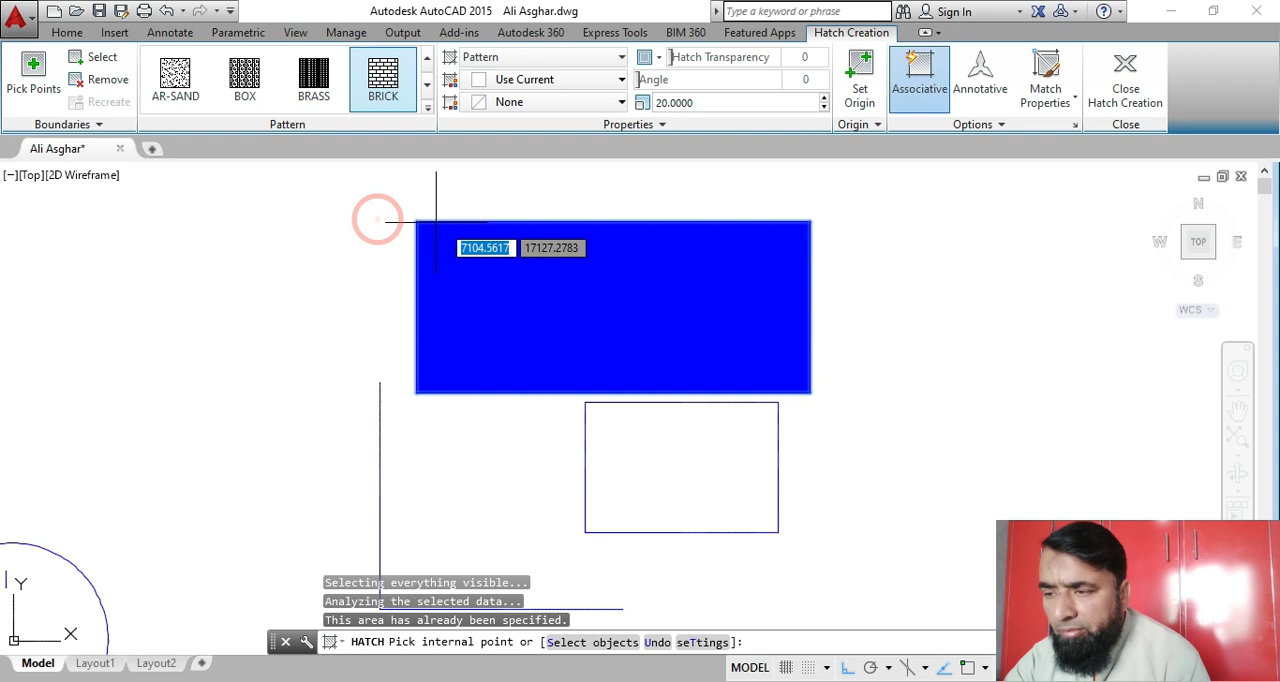 Autodesk AutoCAD 2015 Ali Asghar.dwg Type a keyword or phrase Sign In
Home Insert Annotate Parametric View Manage Output Add-ins Autodesk 360 Express Tools BIM 360 Featured Apps Hatch Creation
Pick Points Select Remove Recreate
AR-SAND BOX BRASS BRICK
Pattern Hatch Transparency 0
Use Current Angle 0
None 20.0000
Set Origin
Associative Annotative Match Properties
Close Hatch Creation
Boundaries Pattern Properties Origin Options Close
Ali Asghar*
[−][Top][2D Wireframe]
N
W TOP E
S
WCS
7104.5617 17127.2783
Selecting everything visible...
Analyzing the selected data...
This area has already been specified.
Y
X
HATCH Pick internal point or [Select objects Undo seTtings]:
Model Layout1 Layout2 MODEL